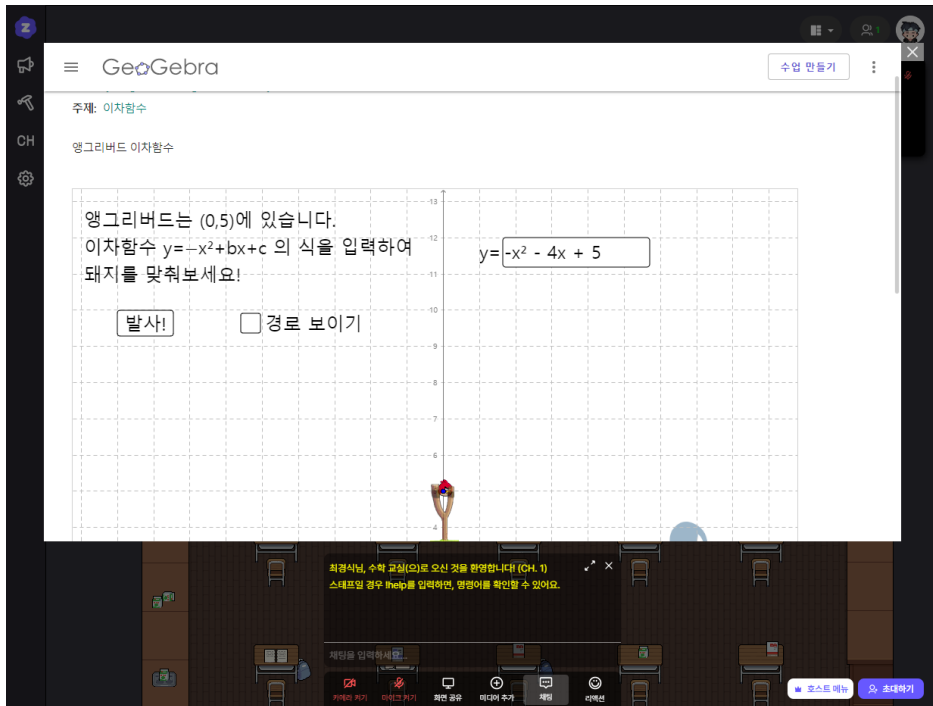 z
1
GeoGebra
수업 만들기
주제: 이차함수
CH
앵그리버드 이차함수
앵그리버드는 (0,5)에 있습니다.
이차함수 y=−x²+bx+c 의 식을 입력하여
돼지를 맞춰보세요!
y= -x² - 4x + 5
발사!
경로 보이기
13
12
11
10
9
8
7
6
4
최경식님, 수학 교실(으)로 오신 것을 환영합니다! (CH. 1)
스태프일 경우 !help를 입력하면, 명령어를 확인할 수 있어요.
채팅을 입력하세요...
카메라 켜기
마이크 켜기
화면 공유
미디어 추가
채팅
리액션
호스트 메뉴
초대하기